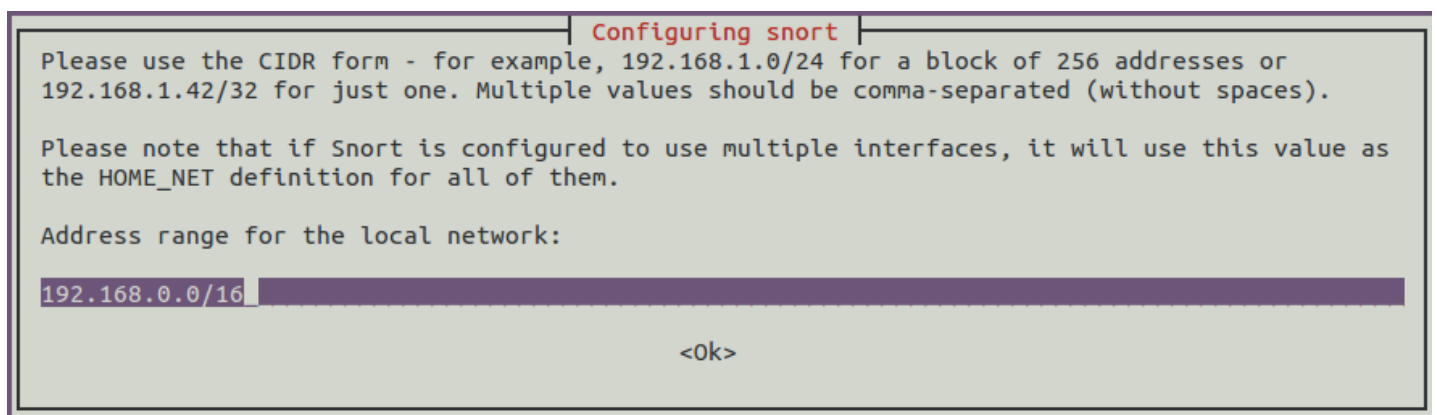 Configuring snort
Please use the CIDR form - for example, 192.168.1.0/24 for a block of 256 addresses or
192.168.1.42/32 for just one. Multiple values should be comma-separated (without spaces).
Please note that if Snort is configured to use multiple interfaces, it will use this value as
the HOME_NET definition for all of them.
Address range for the local network:
192.168.0.0/16
<Ok>